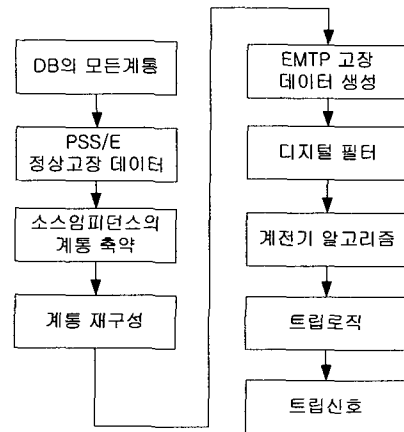 DB의 모든계통
PSS/E
정상고장 데이터
소스임피던스의
계통 축약
계통 재구성
EMTP 고장
데이터 생성
디지털 필터
계전기 알고리즘
트립로직
트립신호